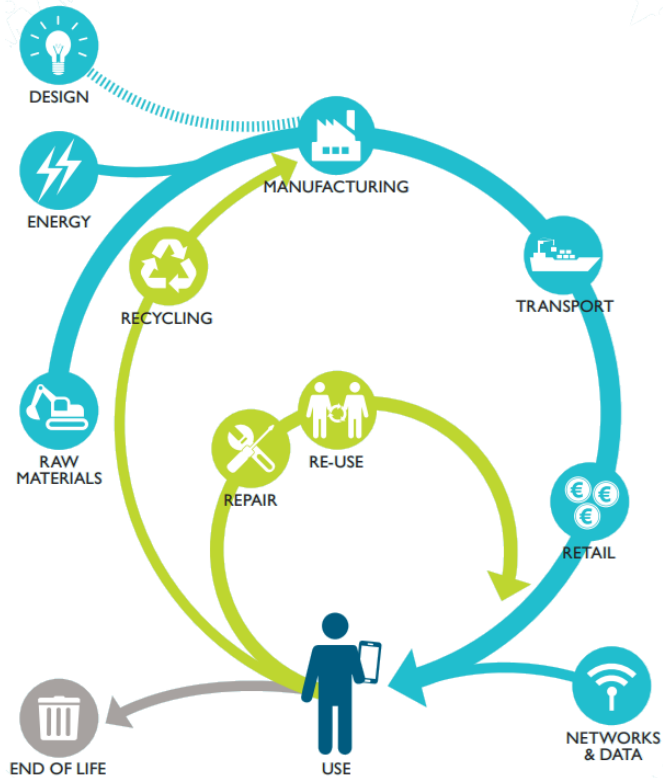 DESIGN
ENERGY
MANUFACTURING
RECYCLING
TRANSPORT
RAW
MATERIALS
RE-USE
REPAIR
€ €
€
RETAIL
NETWORKS
& DATA
END OF LIFE
USE